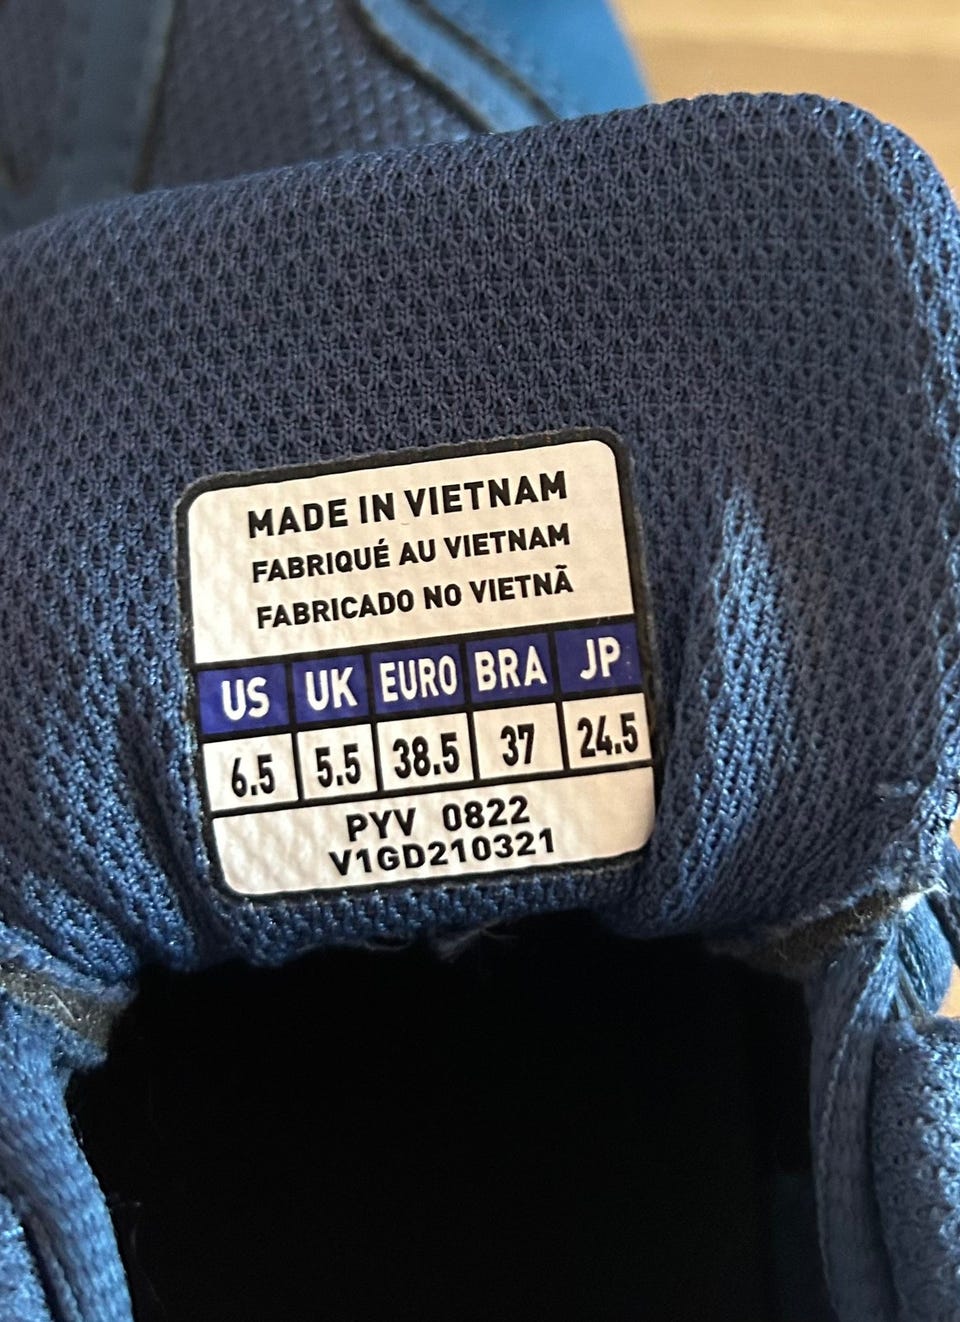 MADE IN VIETNAM
FABRIQUÉ AU VIETNAM
FABRICADO NO VIETNÃ
US UK EURO BRA JP
6.5 5.5 38.5 37 24.5
PYV 0822
V1GD210321